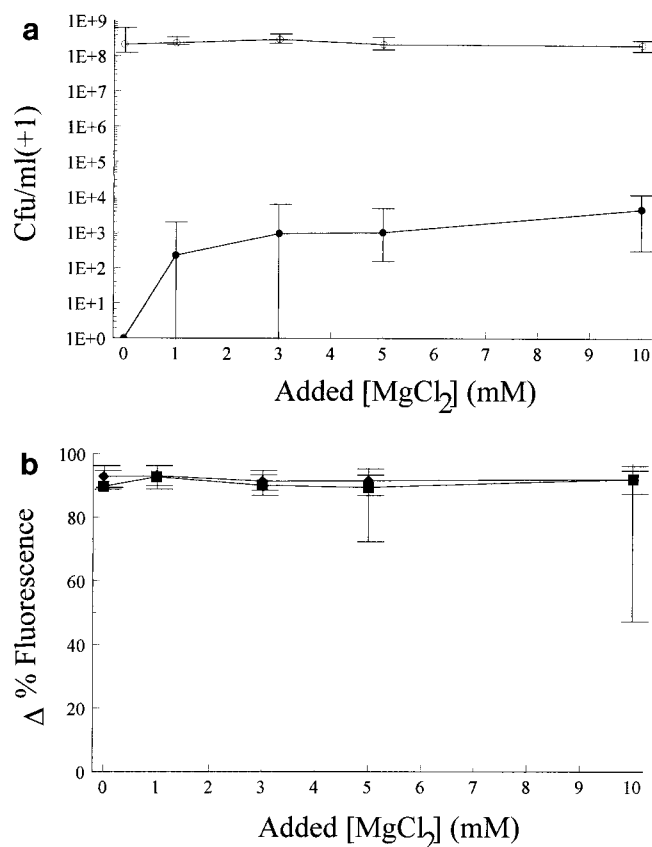 a
1E+9
1E+8
1E+7
1E+6
1E+5
1E+4
1E+3
1E+2
1E+1
1E+0
Cfu/ml(+1)
0 1 2 3 4 5 6 7 8 9 10
Added [MgCl2] (mM)
b
100
80
60
40
20
0
Δ % Fluorescence
0 1 2 3 4 5 6 7 8 9 10
Added [MgCl2] (mM)